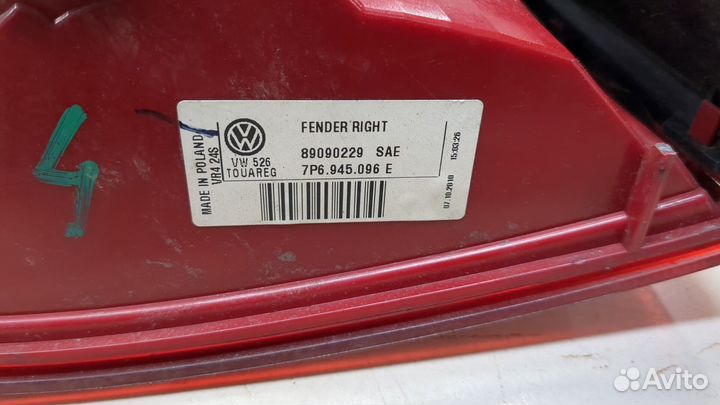 4
MADE IN POLAND
VR4 24S
VW 526
TOUAREG
FENDER RIGHT
89090229 SAE
7P6.945.096 E
07.10.2010 15:03:26
Avito